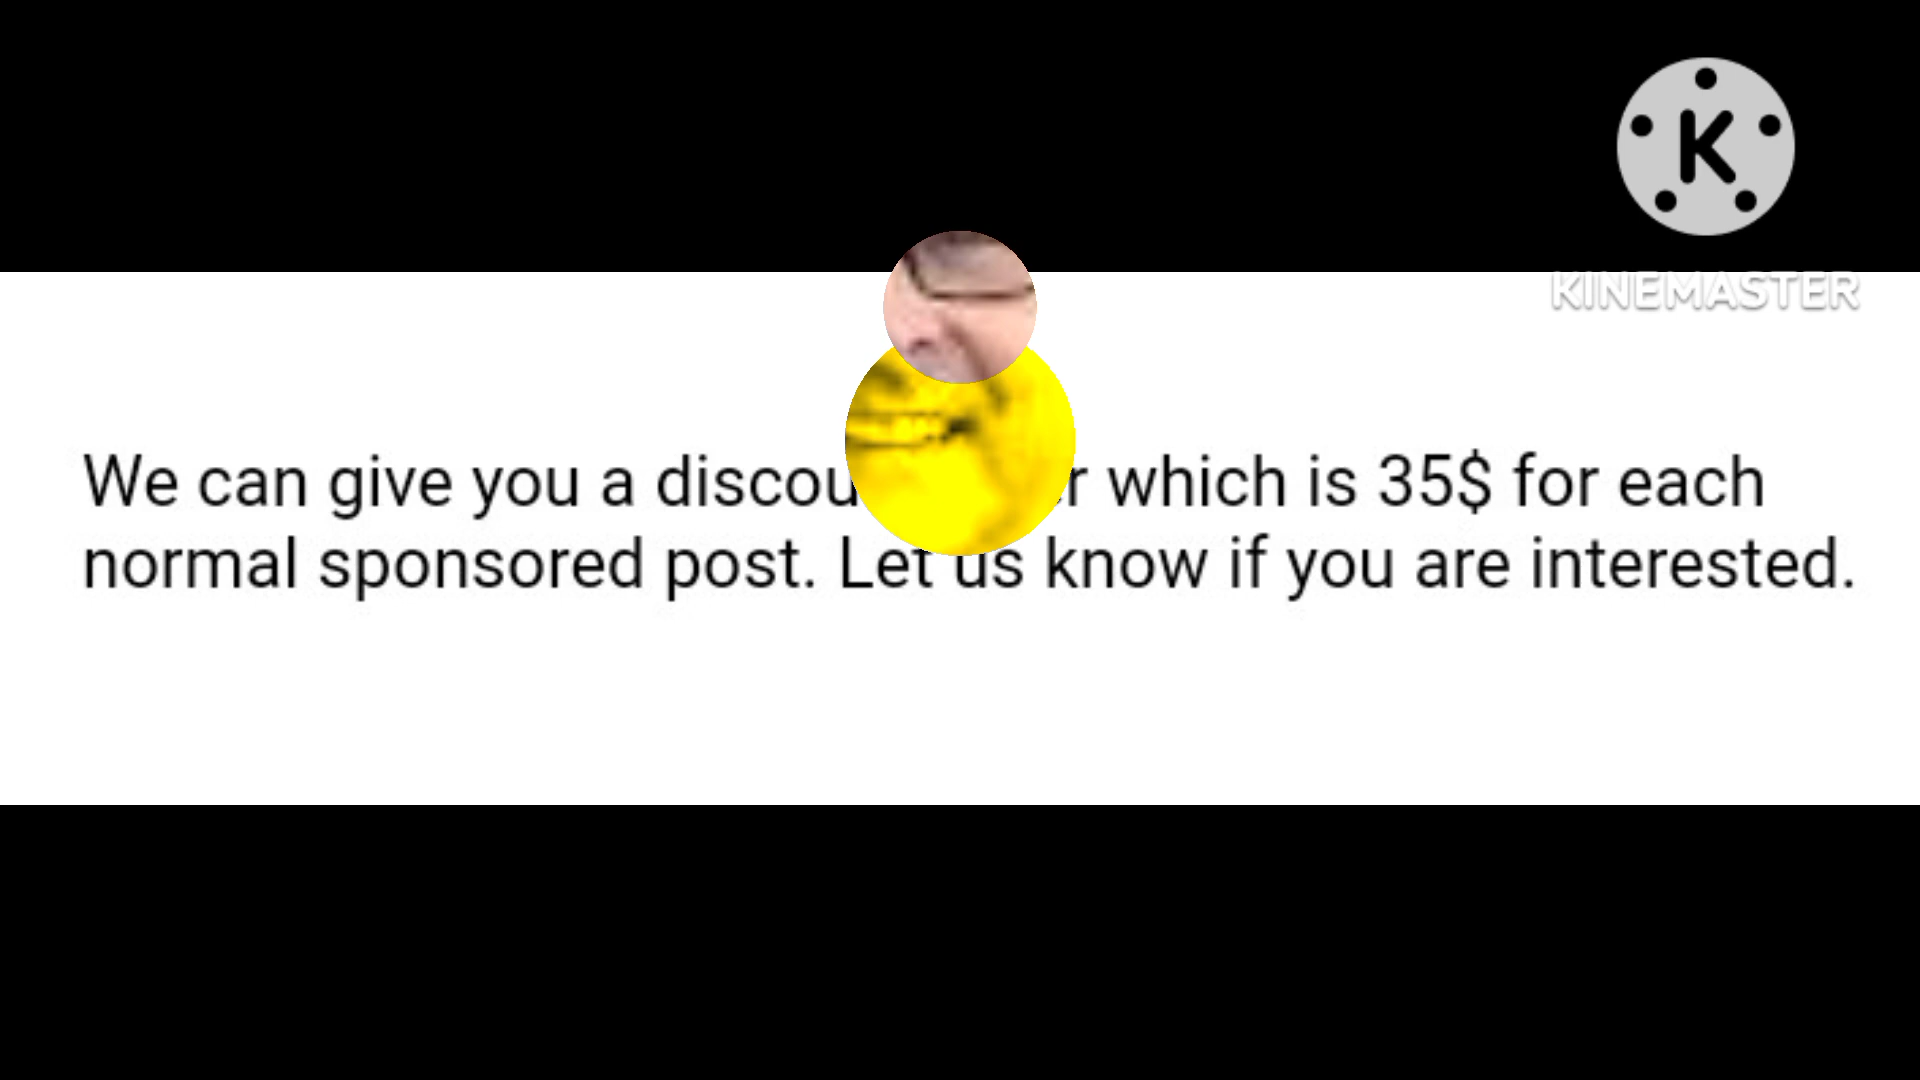 K
KINEMASTER
We can give you a which is 35$ for each
normal sponsored post. Let us know if you are interested.